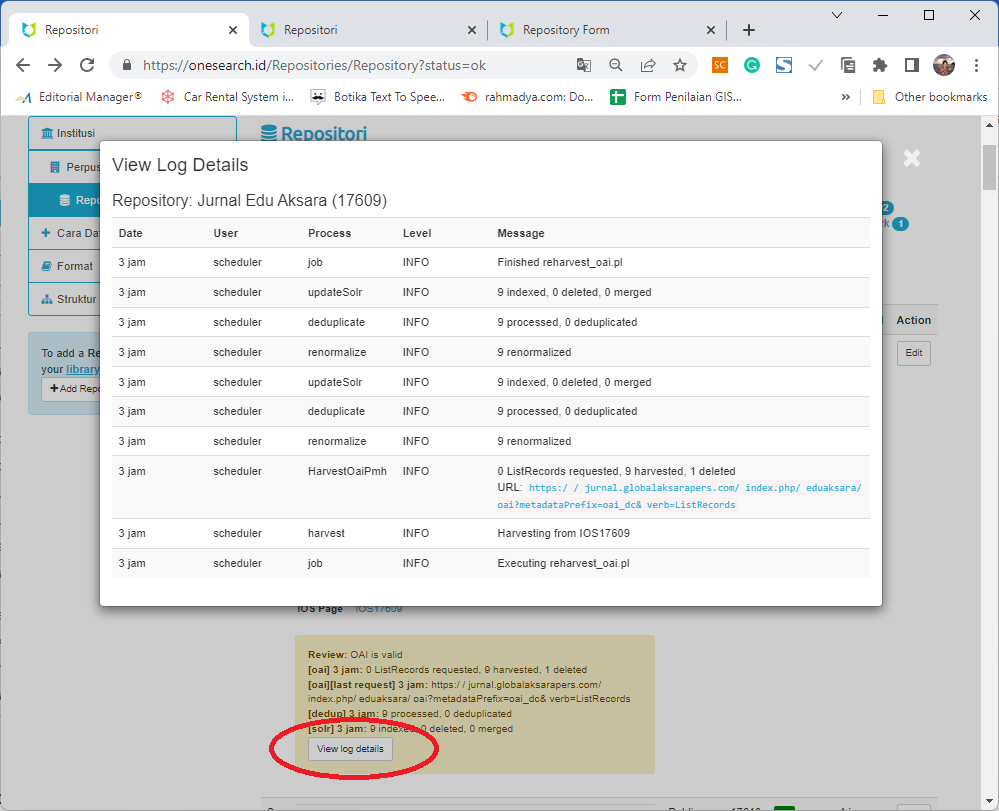 Repositori
Repositori
Repository Form
https://onesearch.id/Repositories/Repository?status=ok
SC
Editorial Manager®
Car Rental System i...
Botika Text To Spee...
rahmadya.com: Do...
Form Penilaian GIS...
»
Other bookmarks
Institusi
Perpus
Repo
Cara Da
Format
Struktur
Repositori
2
k 1
Action
Edit
To add a Re
your library
Add Repo
View Log Details
Repository: Jurnal Edu Aksara (17609)
Date User Process Level Message
3 jam scheduler job INFO Finished reharvest_oai.pl
3 jam scheduler updateSolr INFO 9 indexed, 0 deleted, 0 merged
3 jam scheduler deduplicate INFO 9 processed, 0 deduplicated
3 jam scheduler renormalize INFO 9 renormalized
3 jam scheduler updateSolr INFO 9 indexed, 0 deleted, 0 merged
3 jam scheduler deduplicate INFO 9 processed, 0 deduplicated
3 jam scheduler renormalize INFO 9 renormalized
3 jam scheduler HarvestOaiPmh INFO 0 ListRecords requested, 9 harvested, 1 deleted
URL: https:/ / jurnal.globalaksarapers.com/ index.php/ eduaksara/
oai?metadataPrefix=oai_dc& verb=ListRecords
3 jam scheduler harvest INFO Harvesting from IOS17609
3 jam scheduler job INFO Executing reharvest_oai.pl
IOS Page IOS17609
Review: OAI is valid
[oai] 3 jam: 0 ListRecords requested, 9 harvested, 1 deleted
[oai][last request] 3 jam: https:/ / jurnal.globalaksarapers.com/
index.php/ eduaksara/ oai?metadataPrefix=oai_dc& verb=ListRecords
[dedup] 3 jam: 9 processed, 0 deduplicated
[solr] 3 jam: 9 indexed, 0 deleted, 0 merged
View log details